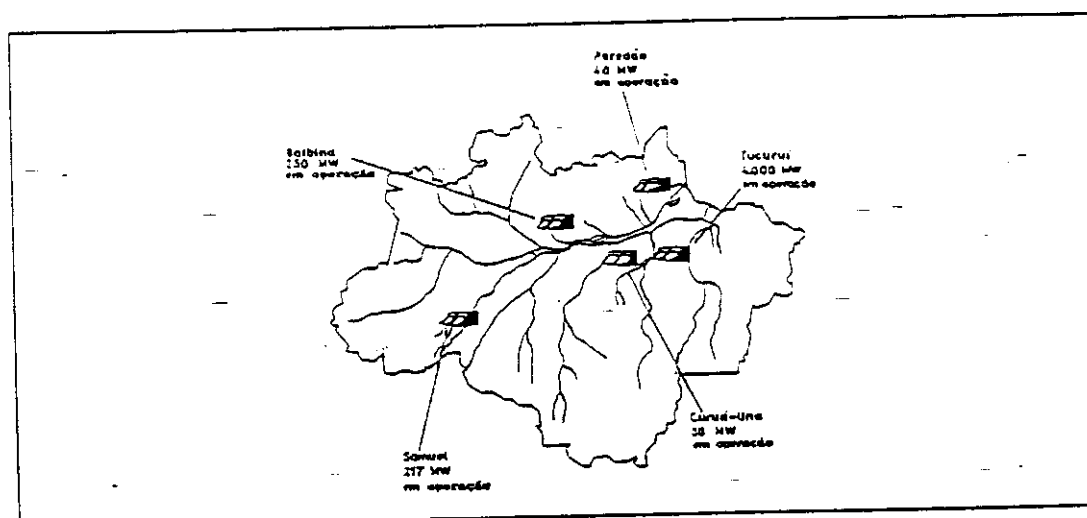 Paredão
40 MW
em operação
Balbina
250 MW
em operação
Tucuruí
4.000 MW
em operação
Curuá-Una
38 MW
em operação
Samuel
217 MW
em operação